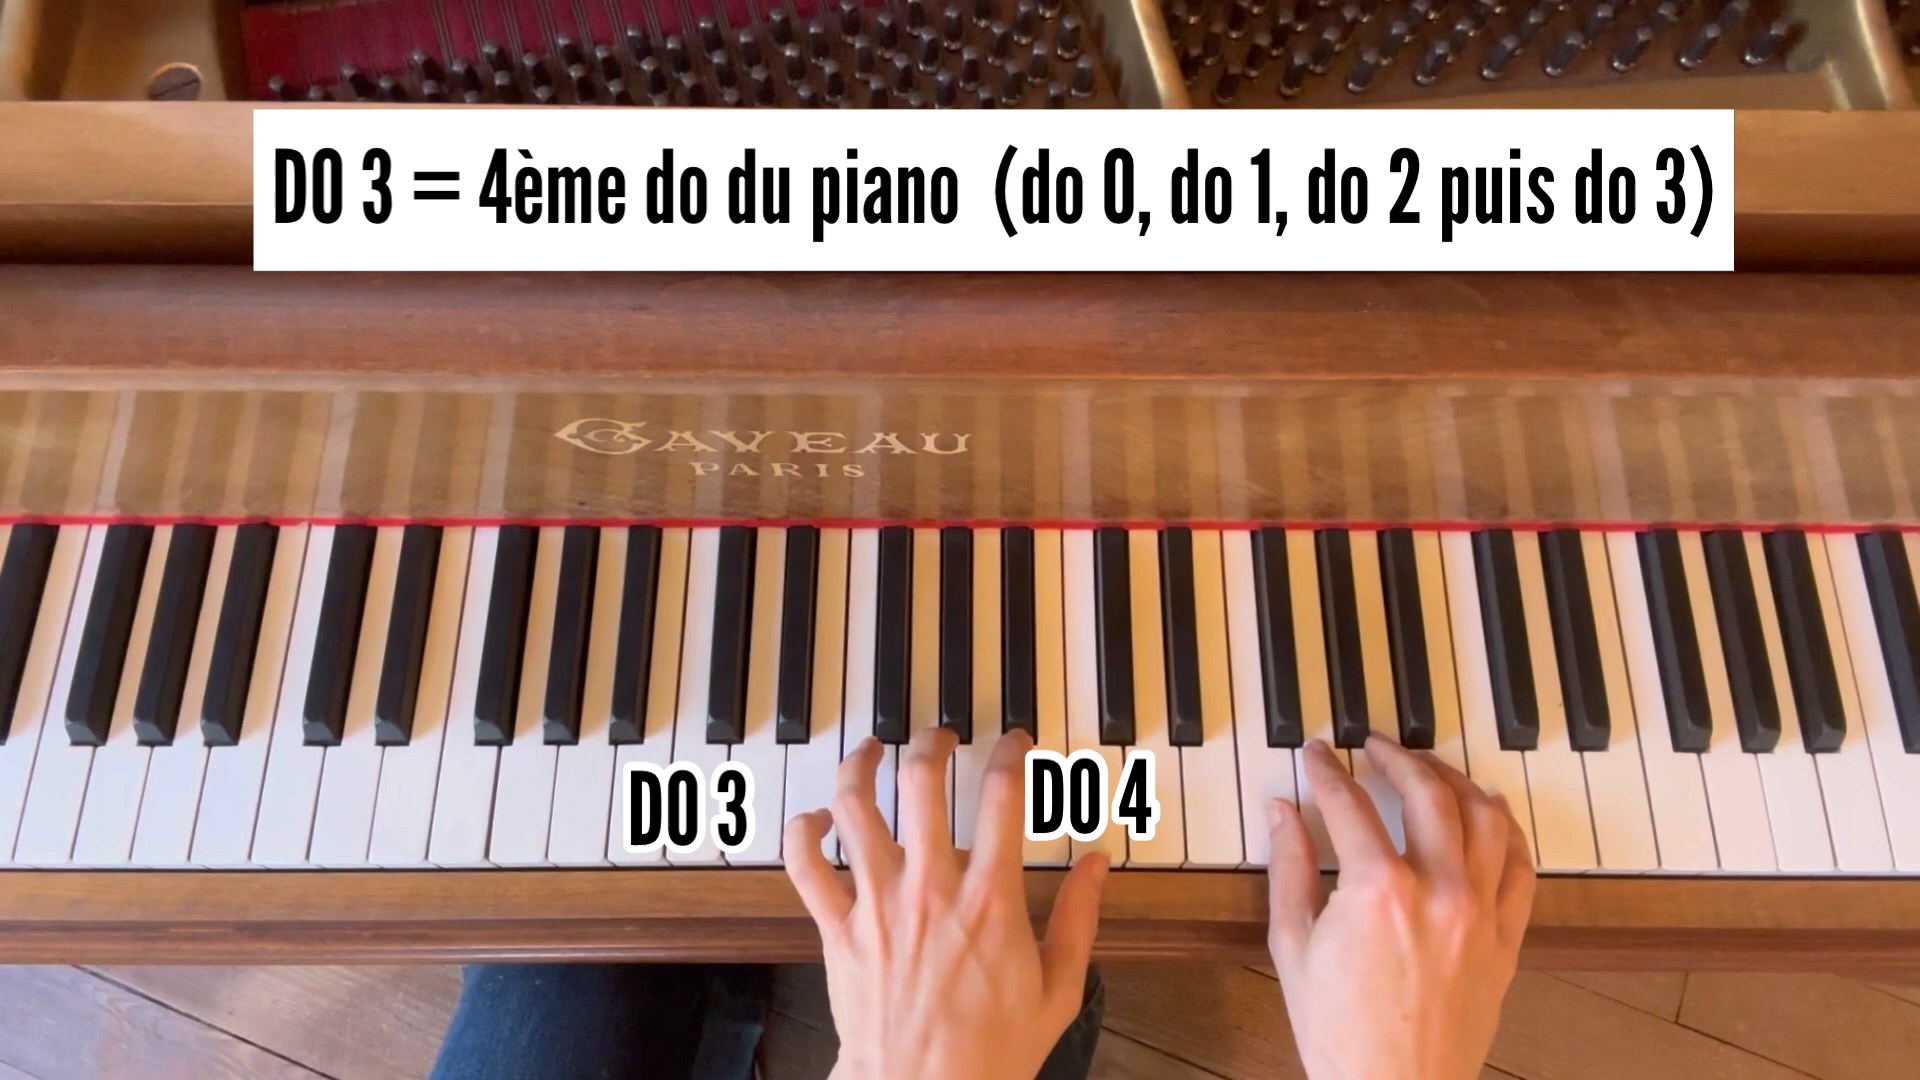 DO 3 = 4ème do du piano (do 0, do 1, do 2 puis do 3)
GAVEAU
PARIS
DO 3
DO 4